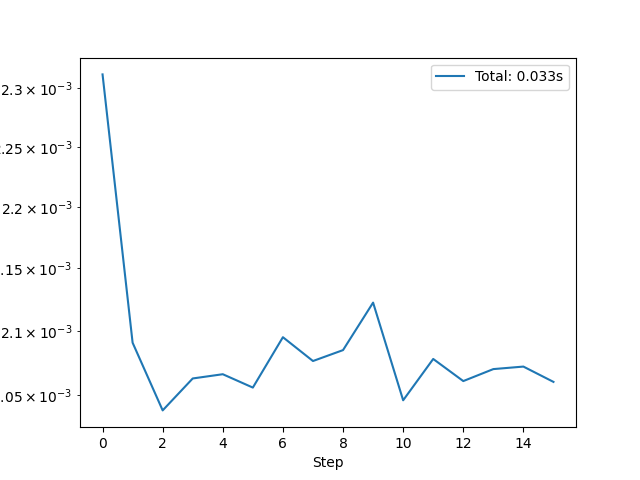 Total: 0.033s
2.3 × 10⁻³
.25 × 10⁻³
2.2 × 10⁻³
.15 × 10⁻³
2.1 × 10⁻³
.05 × 10⁻³
0 2 4 6 8 10 12 14
Step